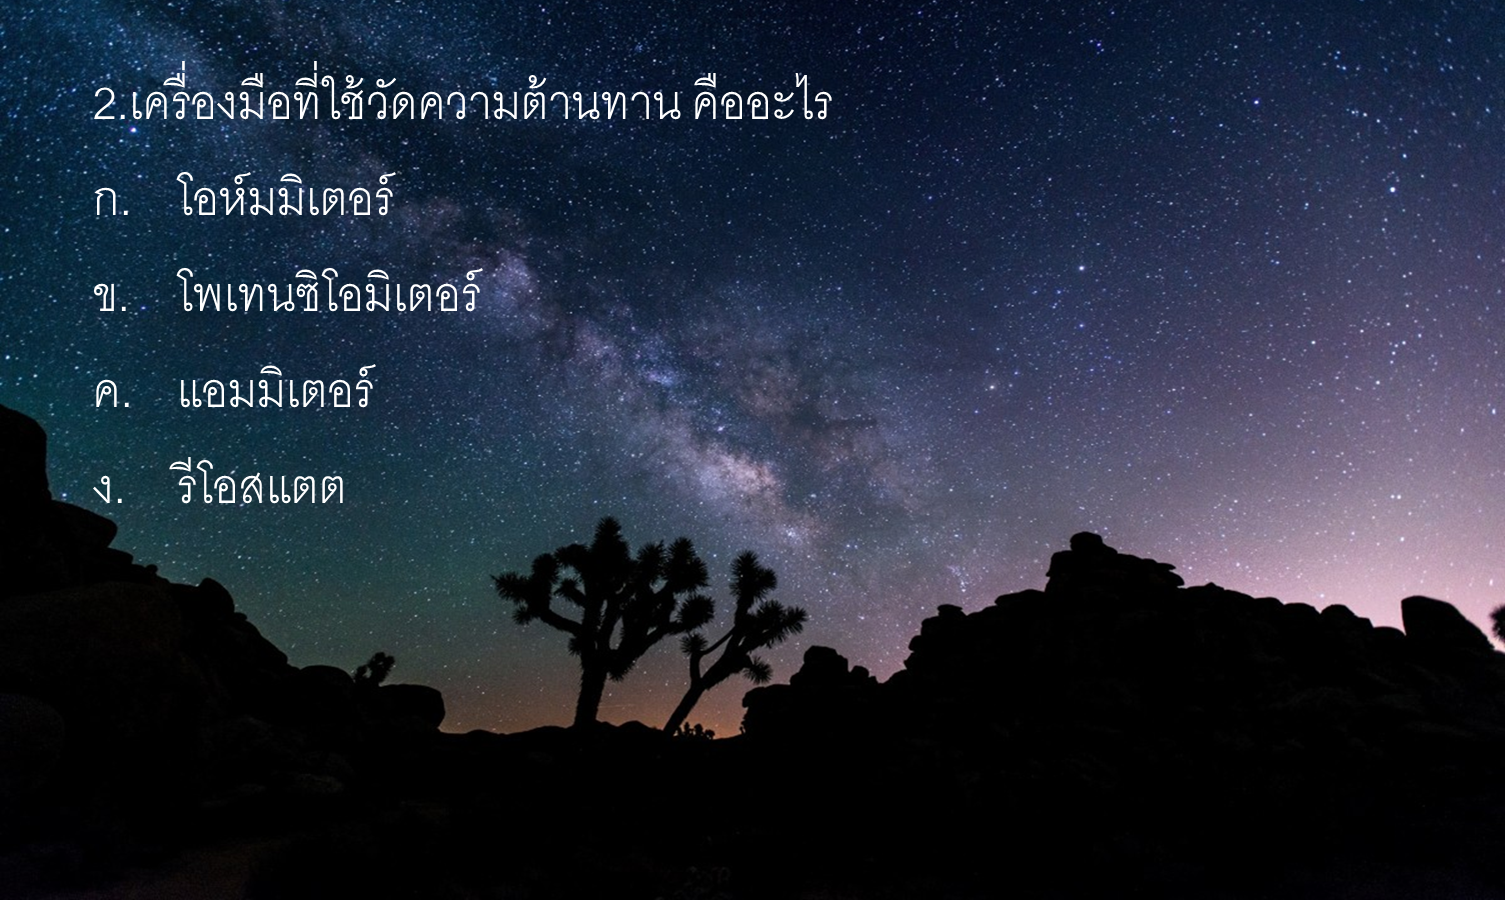 2.เครื่องมือที่ใช้วัดความต้านทาน คืออะไร
ก. โอห์มมิเตอร์
ข. โพเทนซิโอมิเตอร์
ค. แอมมิเตอร์
ง. รีโอสแตต